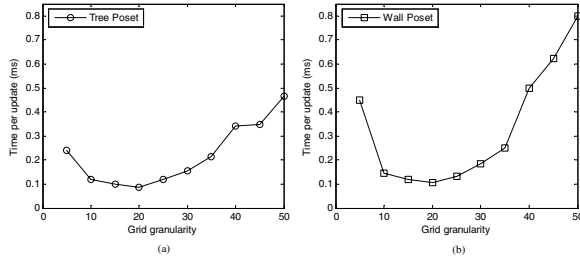 Tree Poset
Time per update (ms)
0.8
0.7
0.6
0.5
0.4
0.3
0.2
0.1
0
0 10 20 30 40 50
Grid granularity
(a)
Wall Poset
Time per update (ms)
0.8
0.7
0.6
0.5
0.4
0.3
0.2
0.1
0
0 10 20 30 40 50
Grid granularity
(b)